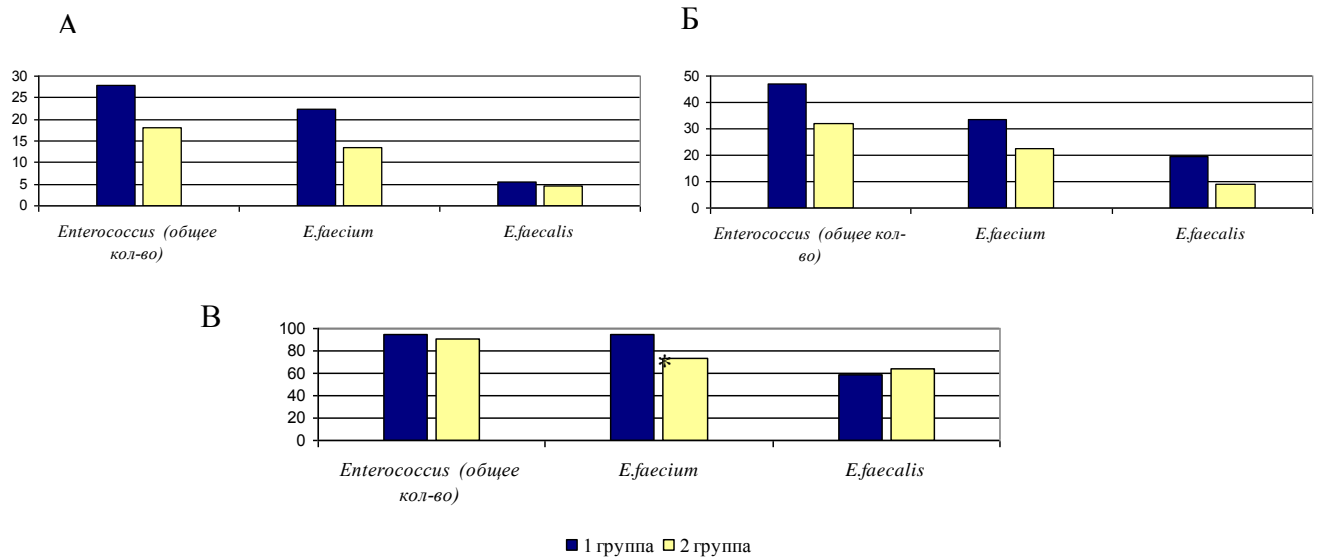 А
30
25
20
15
10
5
0
Enterococcus (общее
кол-во)
E.faecium
E.faecalis
Б
50
40
30
20
10
0
Enterococcus (общее кол-
во)
E.faecium
E.faecalis
В
100
80
60
40
20
0
*
Enterococcus (общее
кол-во)
E.faecium
E.faecalis
1 группа 2 группа